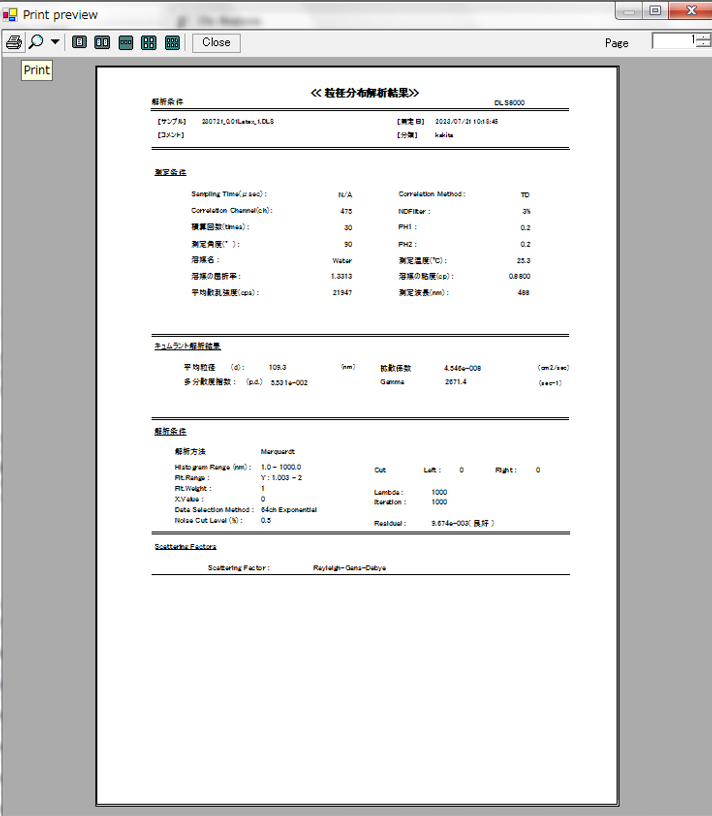 Print preview
Close
Page 1
Print
≪ 粒径分布解析結果≫
解析条件 DLS8000
[サンプル] 230721_0.01Latex_1.DLS [測定日] 2023/07/21 10:13:45
[コメント] [分類] kakita
測定条件
Sampling Time(μsec): N/A Correlation Method: TD
Correlation Channel(ch): 475 NDFilter : 3%
積算回数(times) : 30 PH1 : 0.2
測定角度(°) : 90 PH2 : 0.2
溶媒名 : Water 測定温度(℃) : 25.3
溶媒の屈折率 : 1.3313 溶媒の粘度(cp) : 0.8800
平均散乱強度(cps) : 21947 測定波長(nm) : 488
キュムラント解析結果
平均粒径 (d) : 109.3 (nm) 拡散係数 4.546e-008 (cm2/sec)
多分散度指数 : (p.d.) 5.531e-002 Gamma 2671.4 (sec-1)
解析条件
解析方法 Marquardt
Histogram Range (nm) : 1.0 - 1000.0 Cut Left : 0 Right : 0
Fit.Range : Y : 1.003 - 2
Fit.Weight : 1 Lambda : 1000
X.Value : 0 Iteration : 1000
Data Selection Method : 64ch Exponential
Noise Cut Level (%) : 0.5 Residual : 9.674e-003( 良好 )
Scattering Factors
Scattering Factor : Rayleigh-Gans-Debye